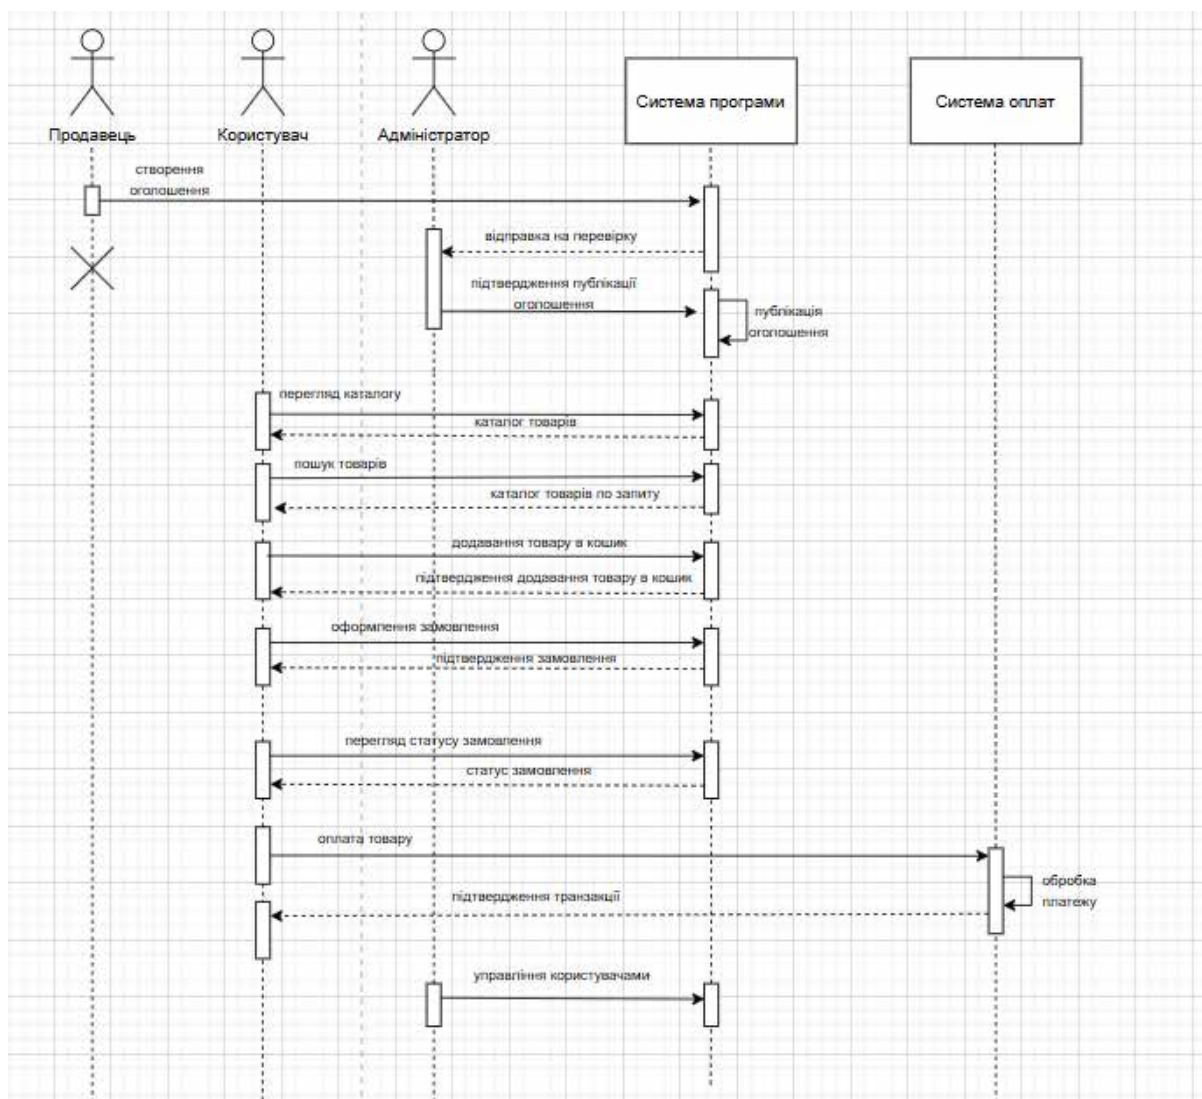 Продавець
Користувач
Адміністратор
Система програми
Система оплат
створення
оголошення
відправка на перевірку
підтвердження публікації
оголошення
публікація
оголошення
перегляд каталогу
каталог товарів
пошук товарів
каталог товарів по запиту
додавання товару в кошик
підтвердження додавання товару в кошик
оформлення замовлення
підтвердження замовлення
перегляд статусу замовлення
статус замовлення
оплата товару
обробка
платежу
підтвердження транзакції
управління користувачами